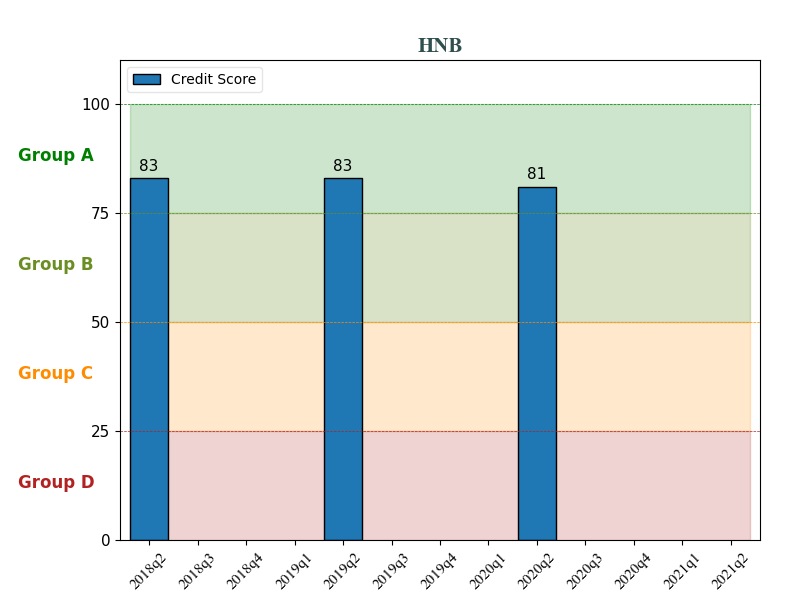 HNB
Credit Score
100
Group A
83
83
81
75
Group B
50
Group C
25
Group D
0
2018q2
2018q3
2018q4
2019q1
2019q2
2019q3
2019q4
2020q1
2020q2
2020q3
2020q4
2021q1
2021q2